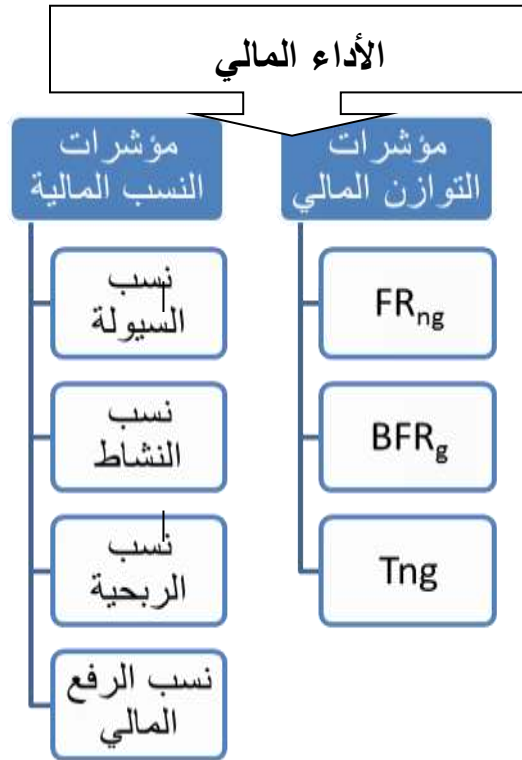 الأداء المالي
مؤشرات
التوازن المالي
FRng
BFRg
Tng
مؤشرات
النسب المالية
نسب
السيولة
نسب
النشاط
نسب
الربحية
نسب الرفع
المالي